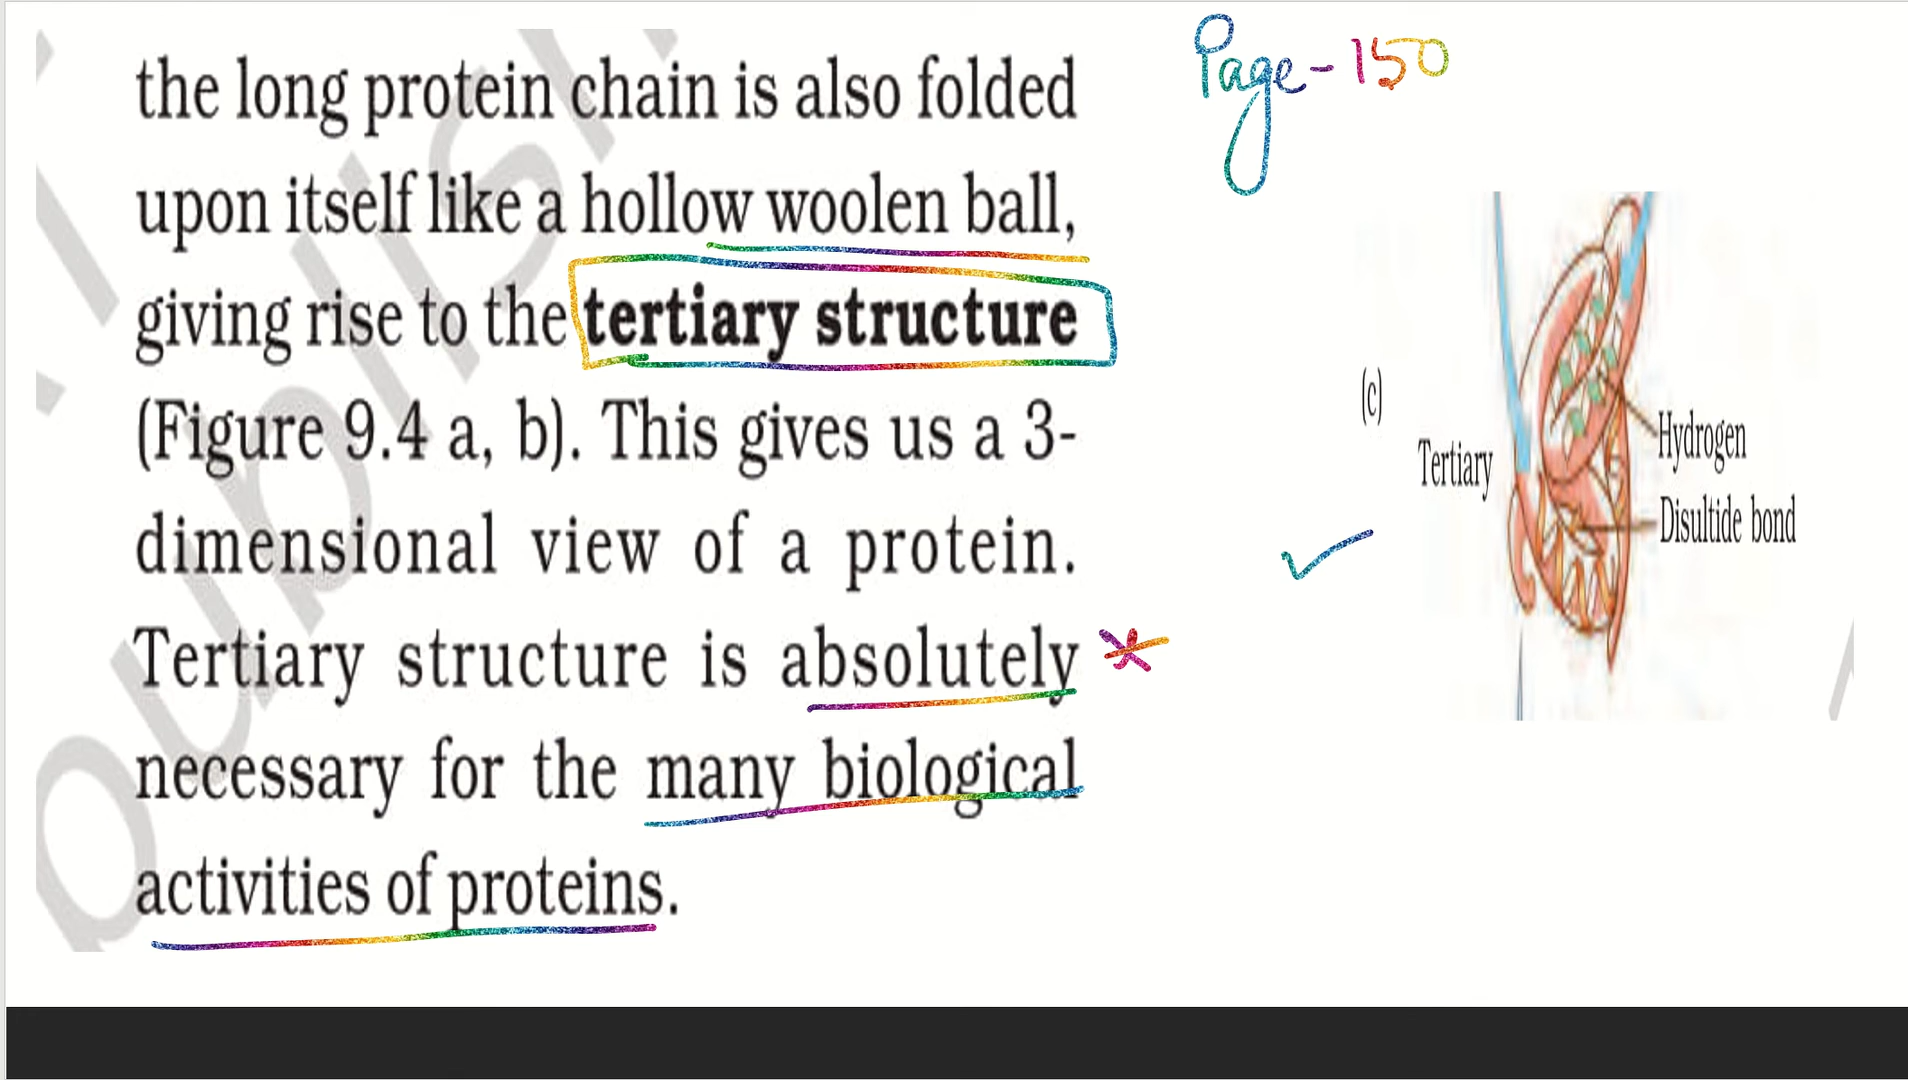 Page-150
the long protein chain is also folded
upon itself like a hollow woolen ball,
giving rise to the tertiary structure
(Figure 9.4 a, b). This gives us a 3-
dimensional view of a protein.
Tertiary structure is absolutely
necessary for the many biological
activities of proteins.
(c)
Tertiary
Hydrogen
Disultide bond